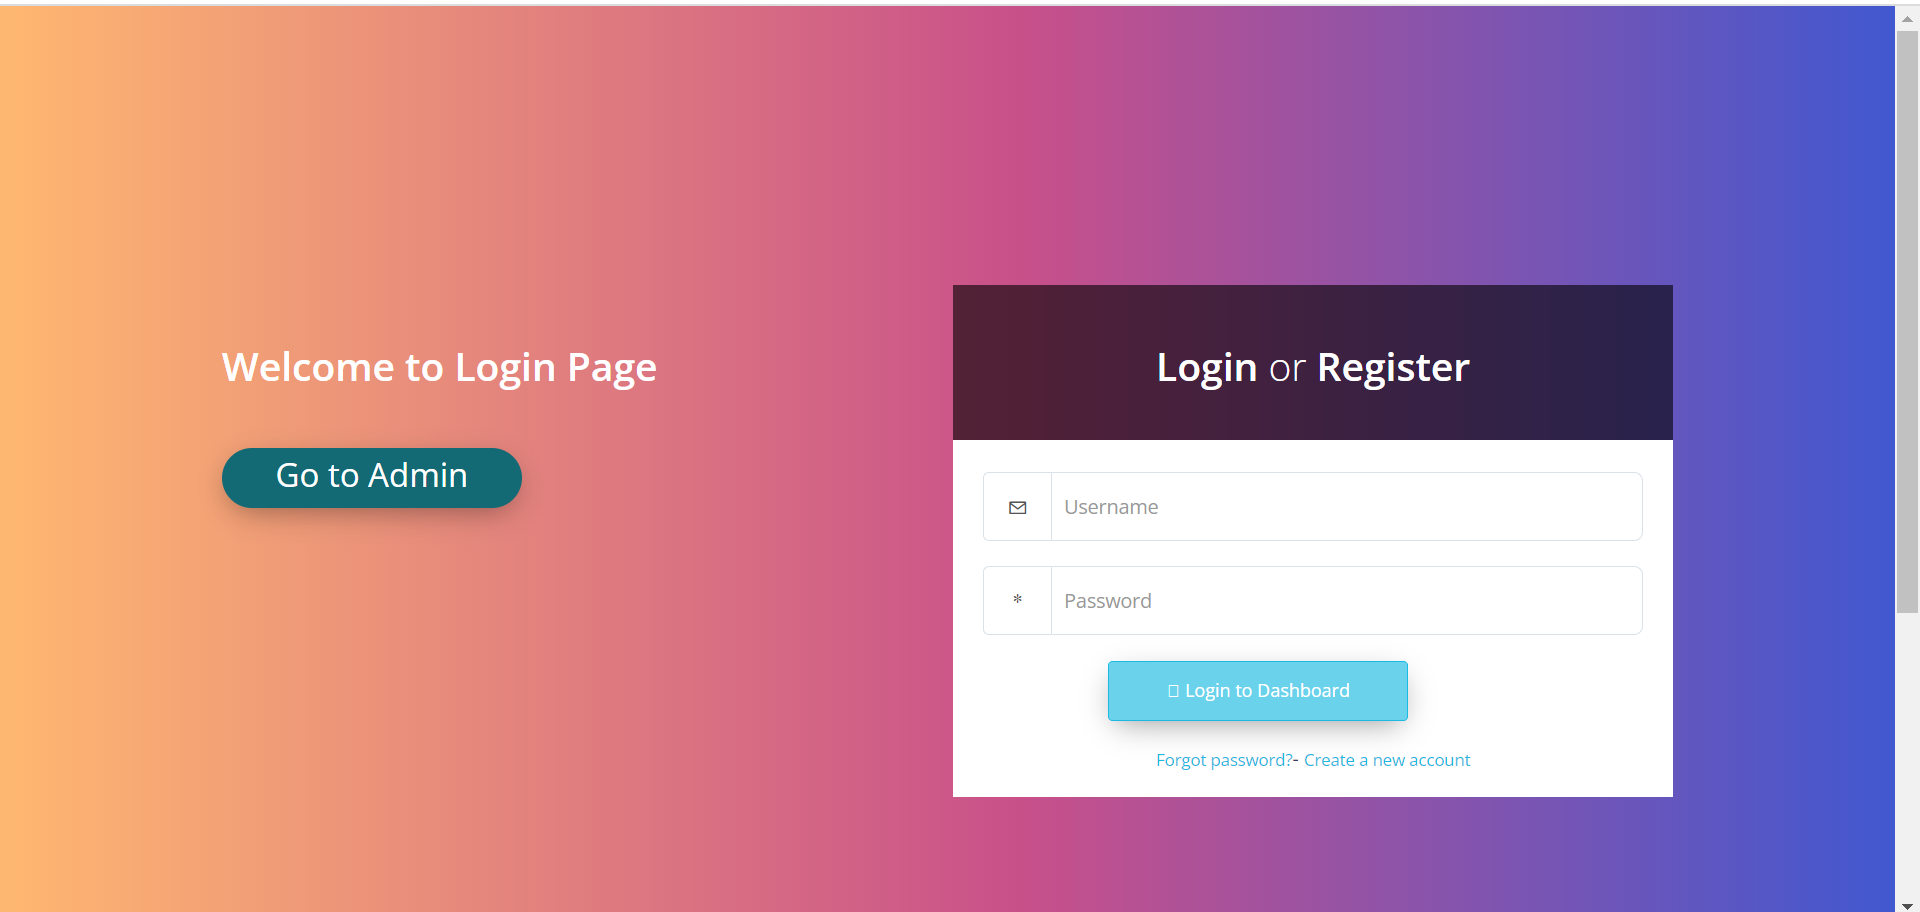 Welcome to Login Page
Go to Admin
Login or Register
Username
* Password
Login to Dashboard
Forgot password?- Create a new account